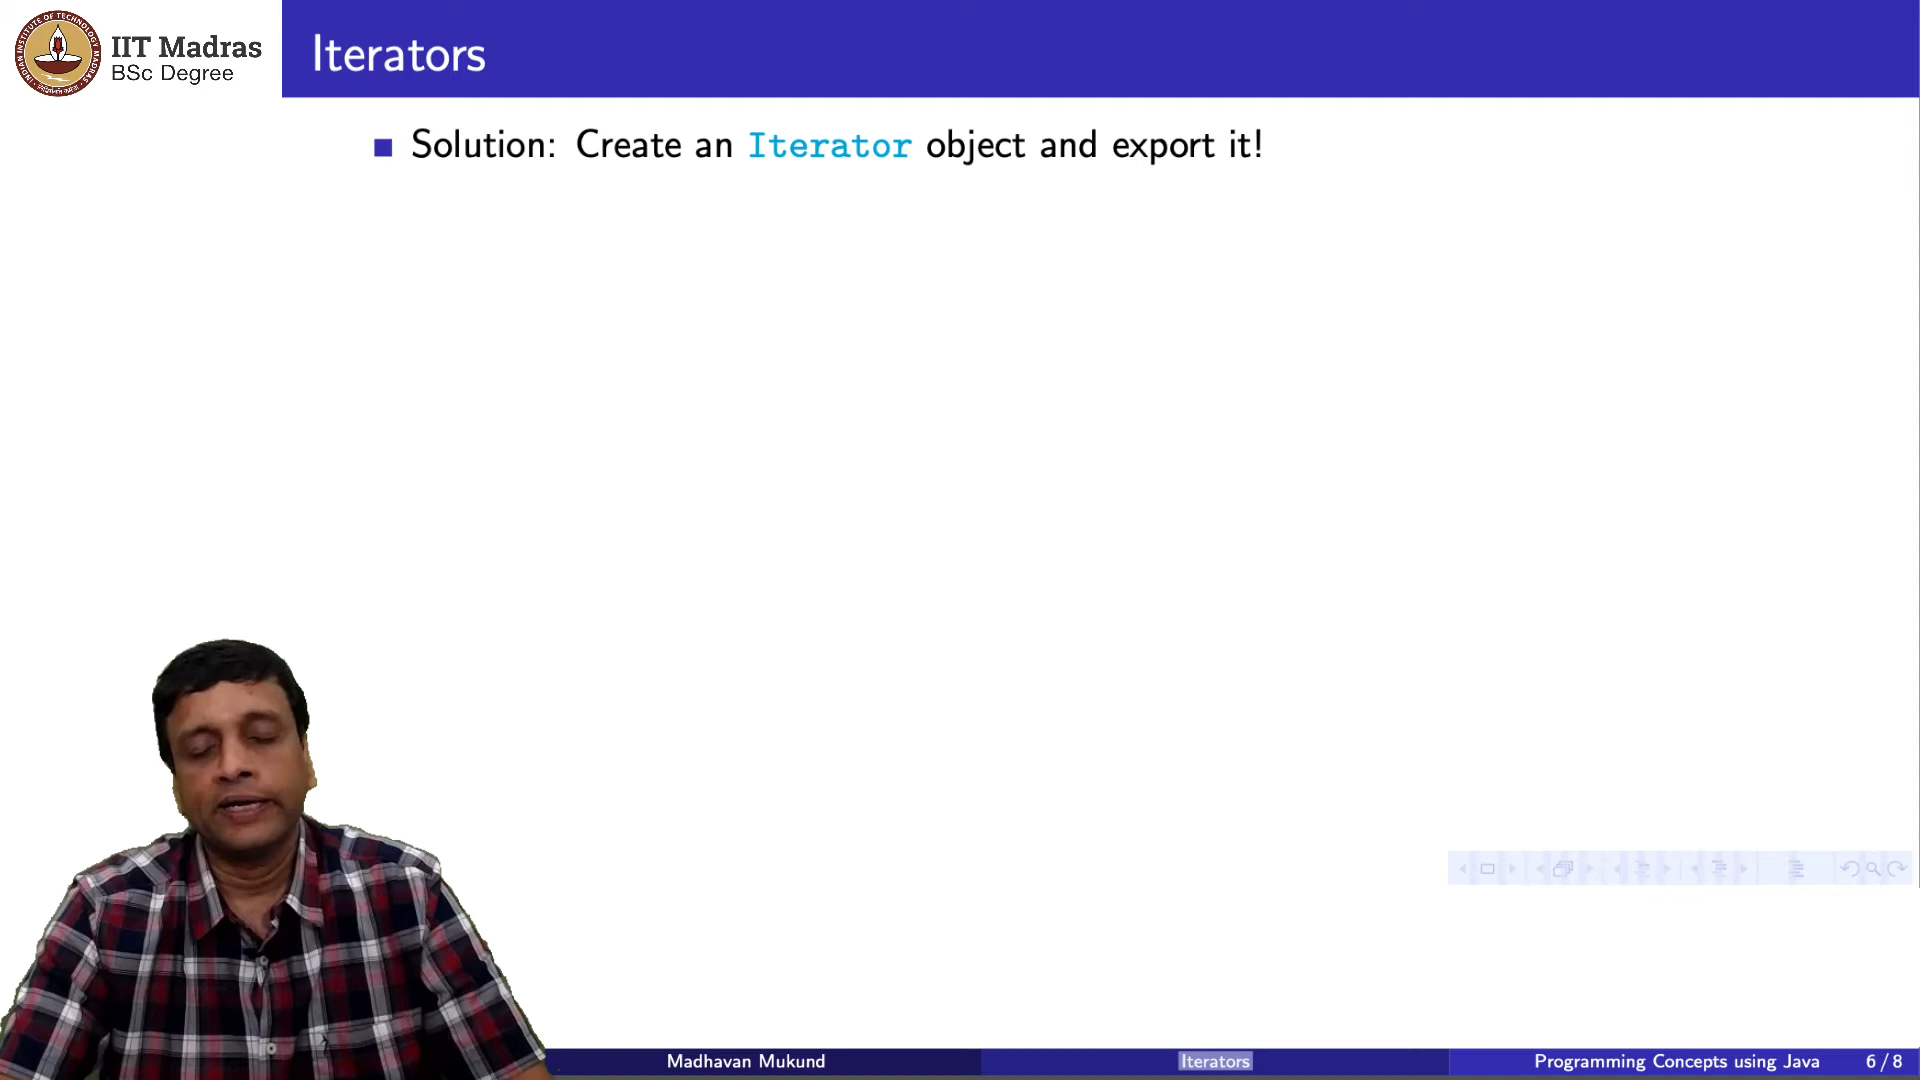 IIT Madras
BSc Degree
Iterators
Solution: Create an Iterator object and export it!
Madhavan Mukund
Iterators
Programming Concepts using Java
6 / 8